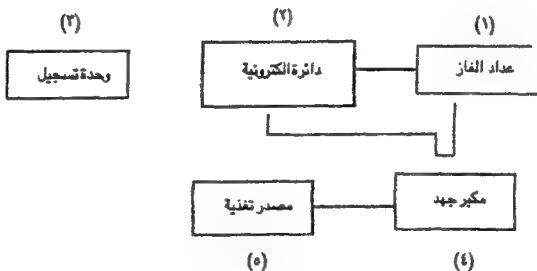 (١) (٢) (٣)
عداد الغاز دائرة الكترونية وحدة تسجيل
مكبر جهد مصدر تغذية
(٤) (٥)